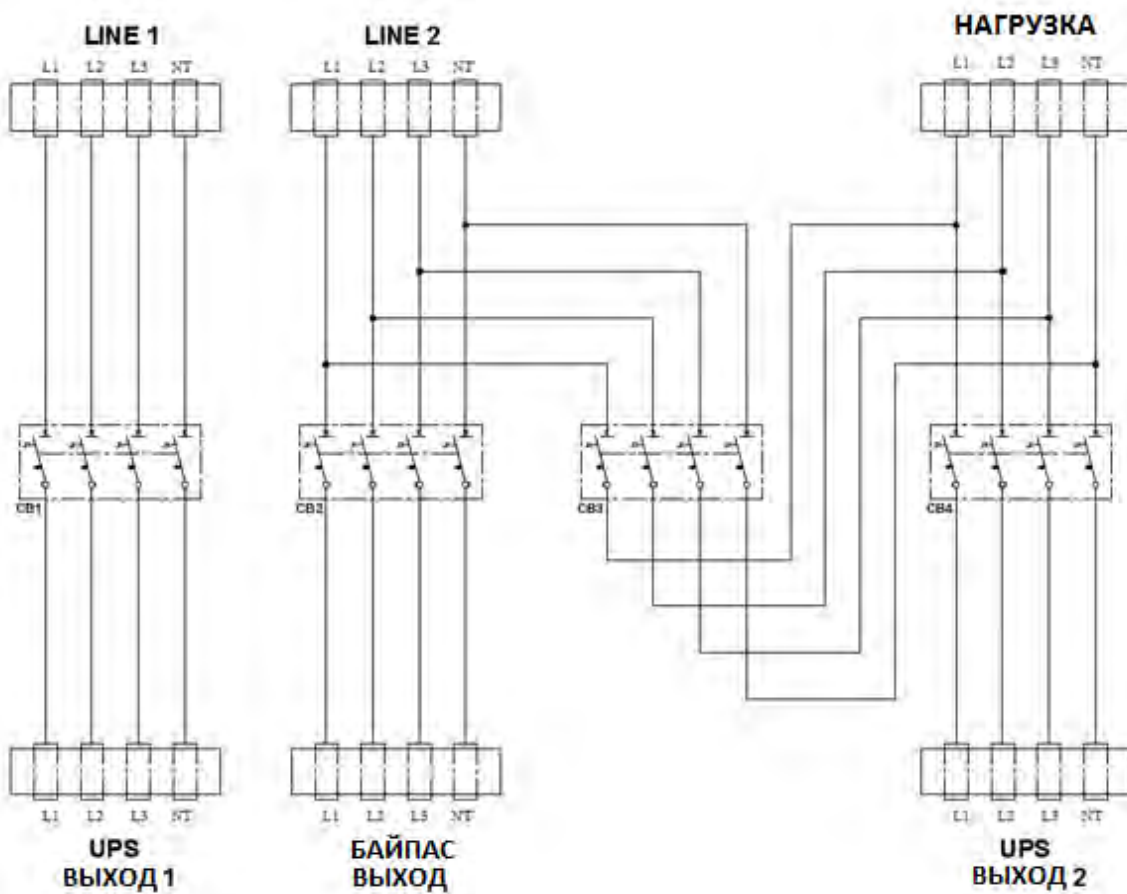 LINE 1
LINE 2
НАГРУЗКА
L1 L2 L3 NT
L1 L2 L3 NT
L1 L2 L3 NT
CB1
CB2
CB3
CB4
L1 L2 L3 NT
L1 L2 L3 NT
L1 L2 L3 NT
UPS
ВЫХОД 1
БАЙПАС
ВЫХОД
UPS
ВЫХОД 2